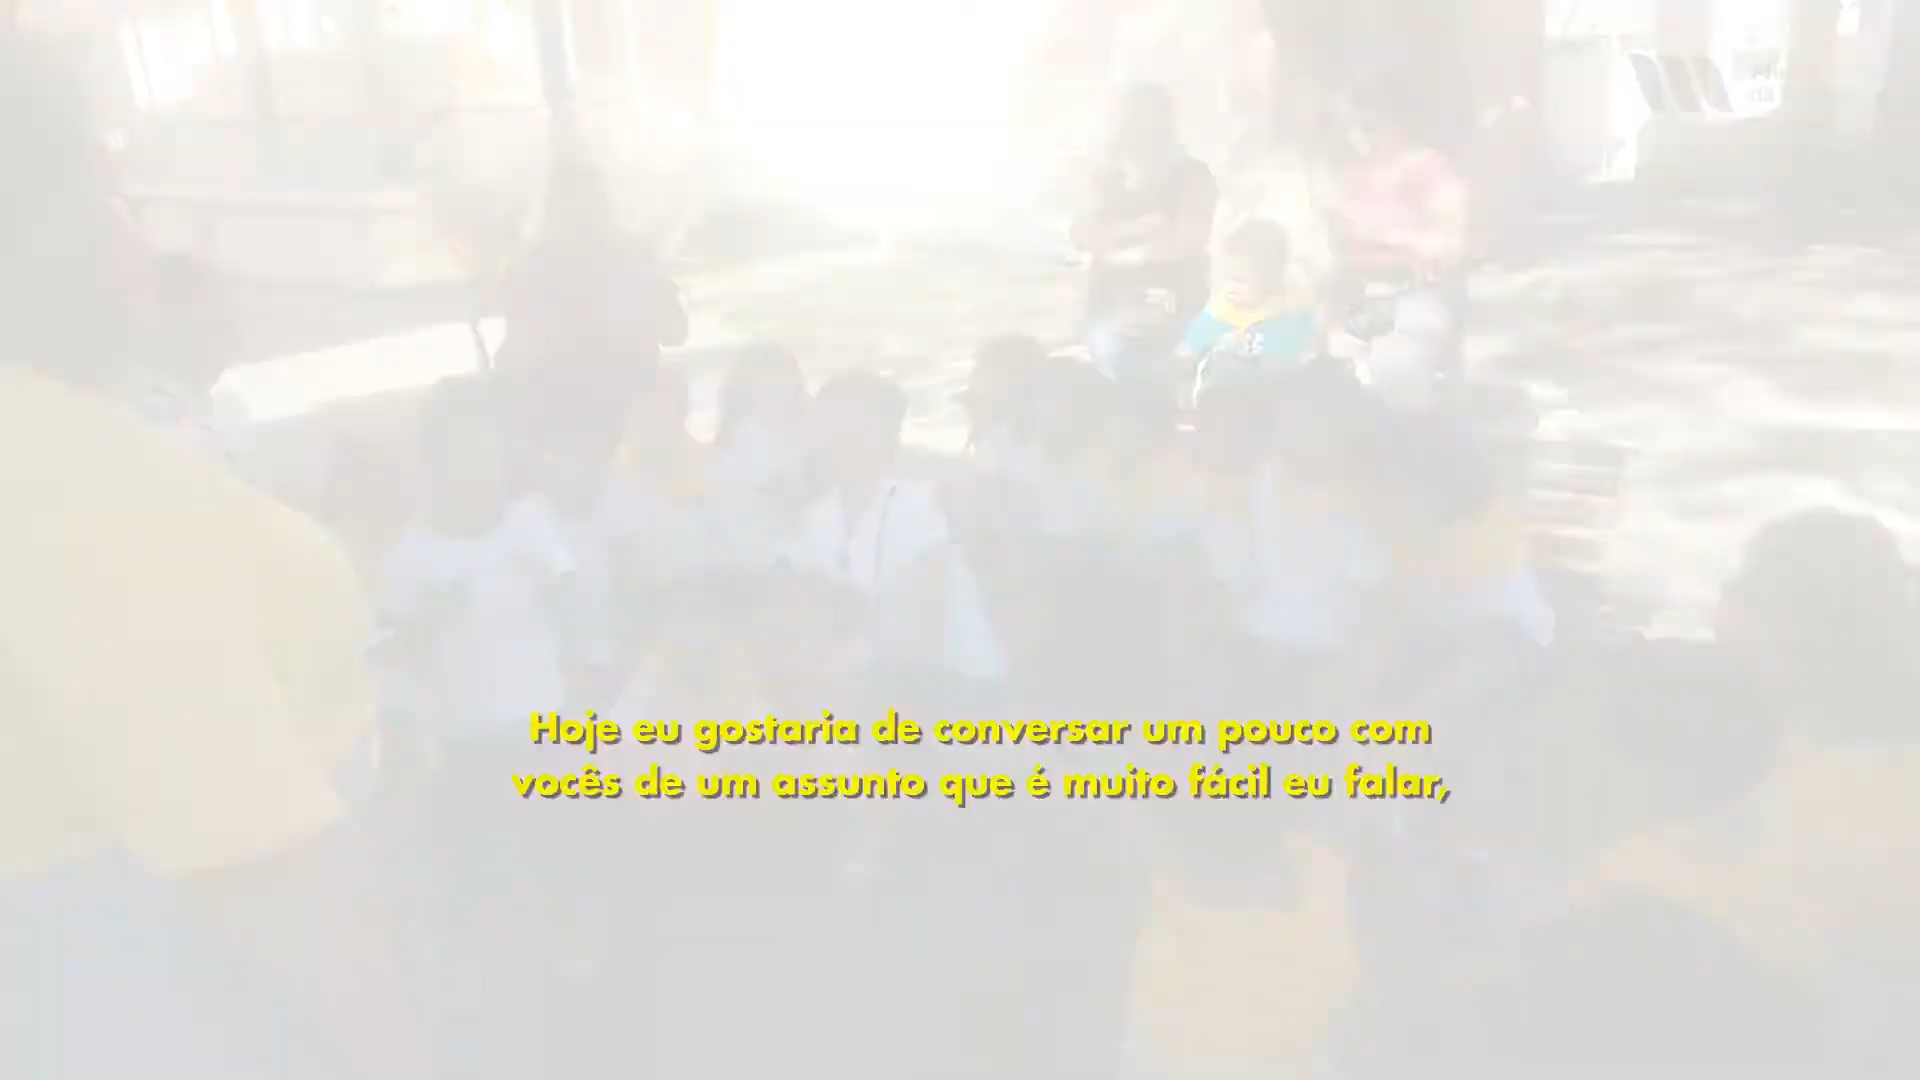 Hoje eu gostaria de conversar um pouco com
vocês de um assunto que é muito fácil eu falar,